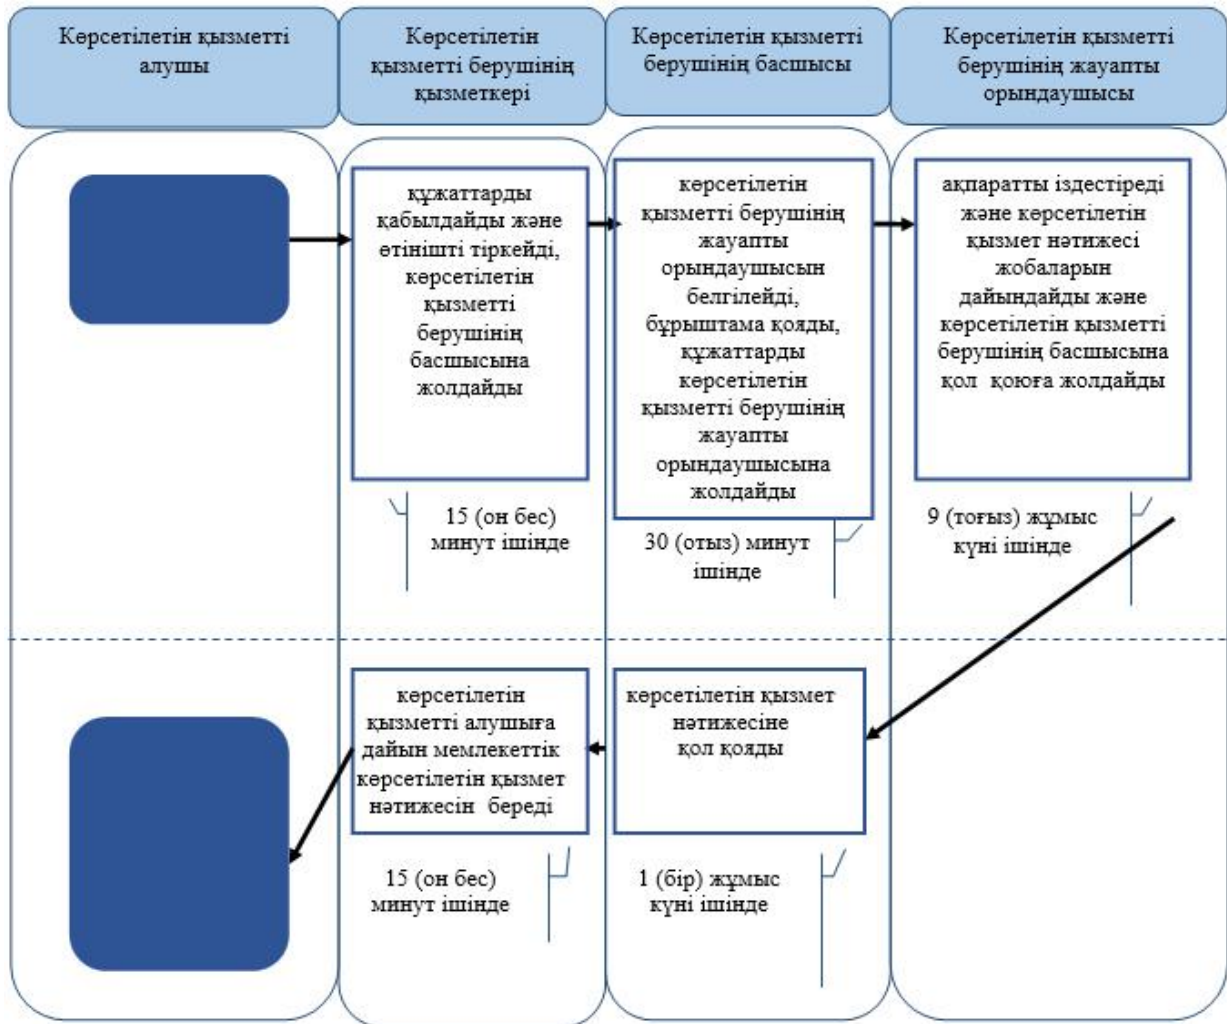 Көрсетілетін қызметті
алушы
Көрсетілетін
қызметті берушінің
қызметкері
Көрсетілетін қызметті
берушінің басшысы
Көрсетілетін қызметті
берушінің жауапты
орындаушысы
құжаттарды
қабылдайды және
өтінішті тіркейді,
көрсетілетін
қызметті
берушінің
басшысына
жолдайды
көрсетілетін
қызметті берушінің
жауапты
орындаушысын
белгілейді,
бұрыштама қояды,
құжаттарды
көрсетілетін
қызметті берушінің
жауапты
орындаушысына
жолдайды
ақпаратты іздестіреді
және көрсетілетін
қызмет нәтижесі
жобаларын
дайындайды және
көрсетілетін қызметті
берушінің басшысына
қол қоюға жолдайды
15 (он бес)
минут ішінде
30 (отыз) минут
ішінде
9 (тоғыз) жұмыс
күні ішінде
көрсетілетін
қызметті алушыға
дайын мемлекеттік
көрсетілетін қызмет
нәтижесін береді
көрсетілетін қызмет
нәтижесіне
қол қояды
15 (он бес)
минут ішінде
1 (бір) жұмыс
күні ішінде